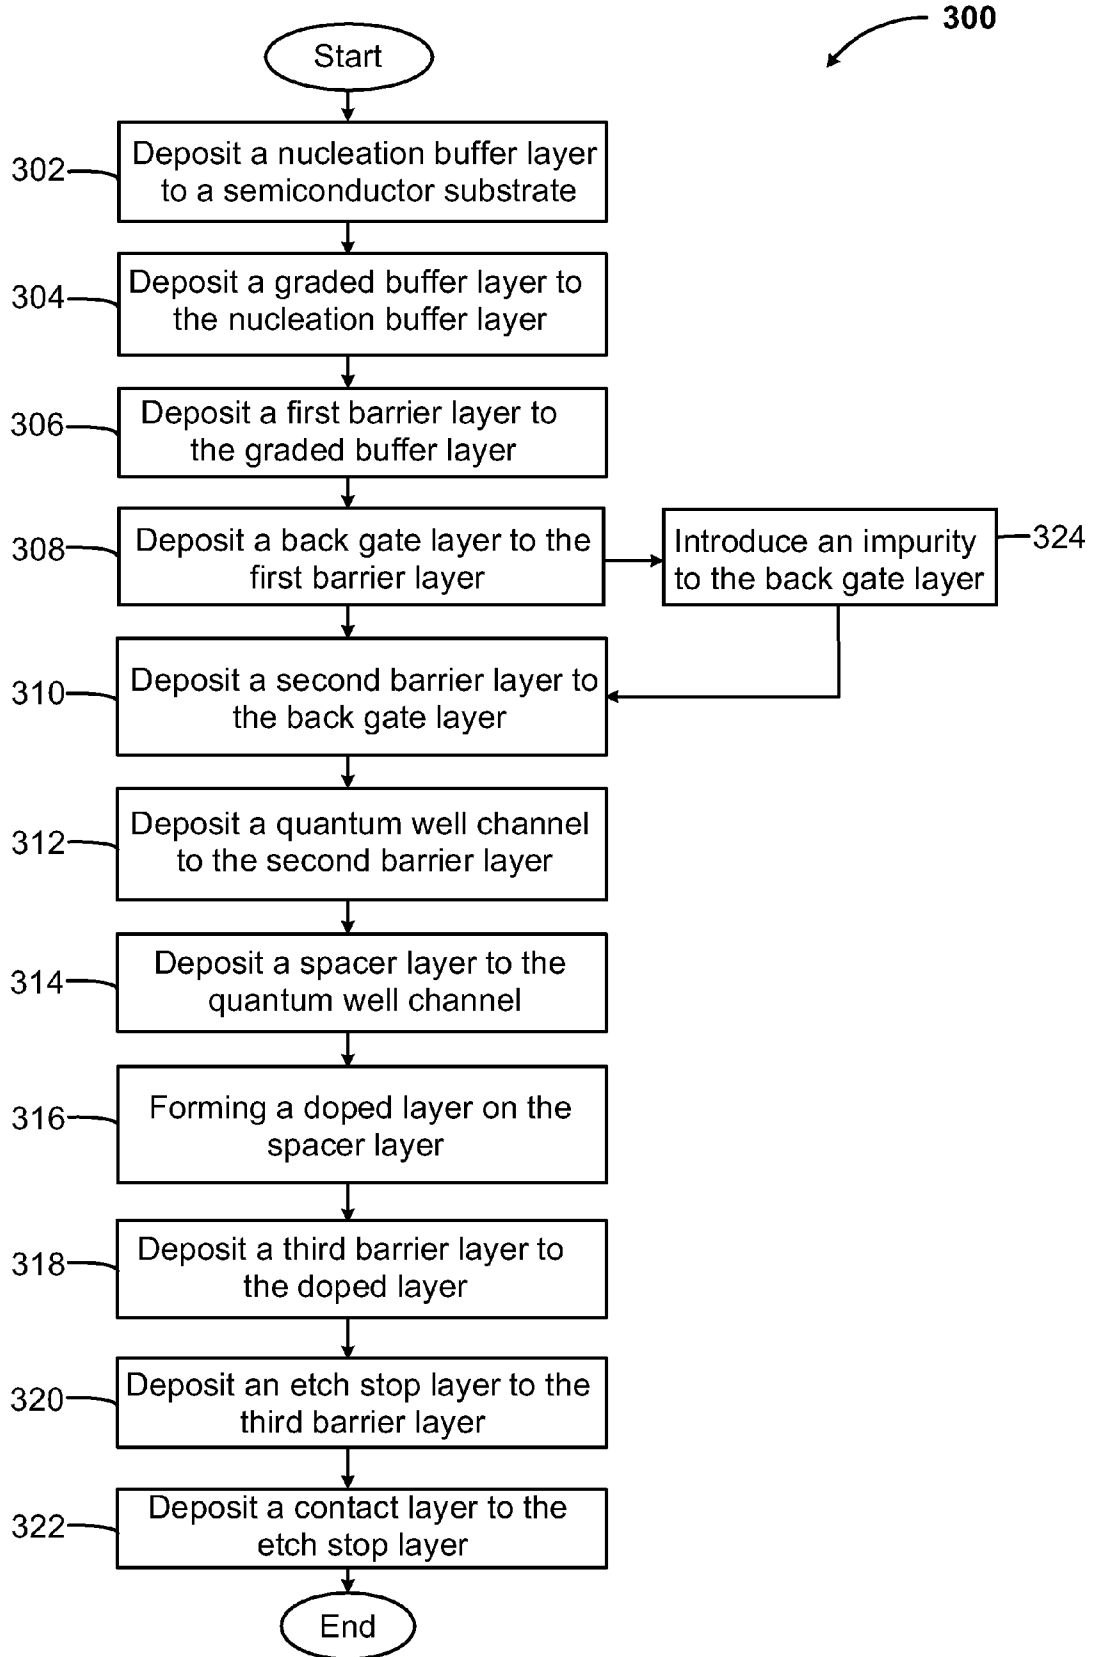 300
Start
302
Deposit a nucleation buffer layer
to a semiconductor substrate
304
Deposit a graded buffer layer to
the nucleation buffer layer
306
Deposit a first barrier layer to
the graded buffer layer
308
Deposit a back gate layer to the
first barrier layer
Introduce an impurity
to the back gate layer
324
310
Deposit a second barrier layer to
the back gate layer
312
Deposit a quantum well channel
to the second barrier layer
314
Deposit a spacer layer to the
quantum well channel
316
Forming a doped layer on the
spacer layer
318
Deposit a third barrier layer to
the doped layer
320
Deposit an etch stop layer to the
third barrier layer
322
Deposit a contact layer to the
etch stop layer
End